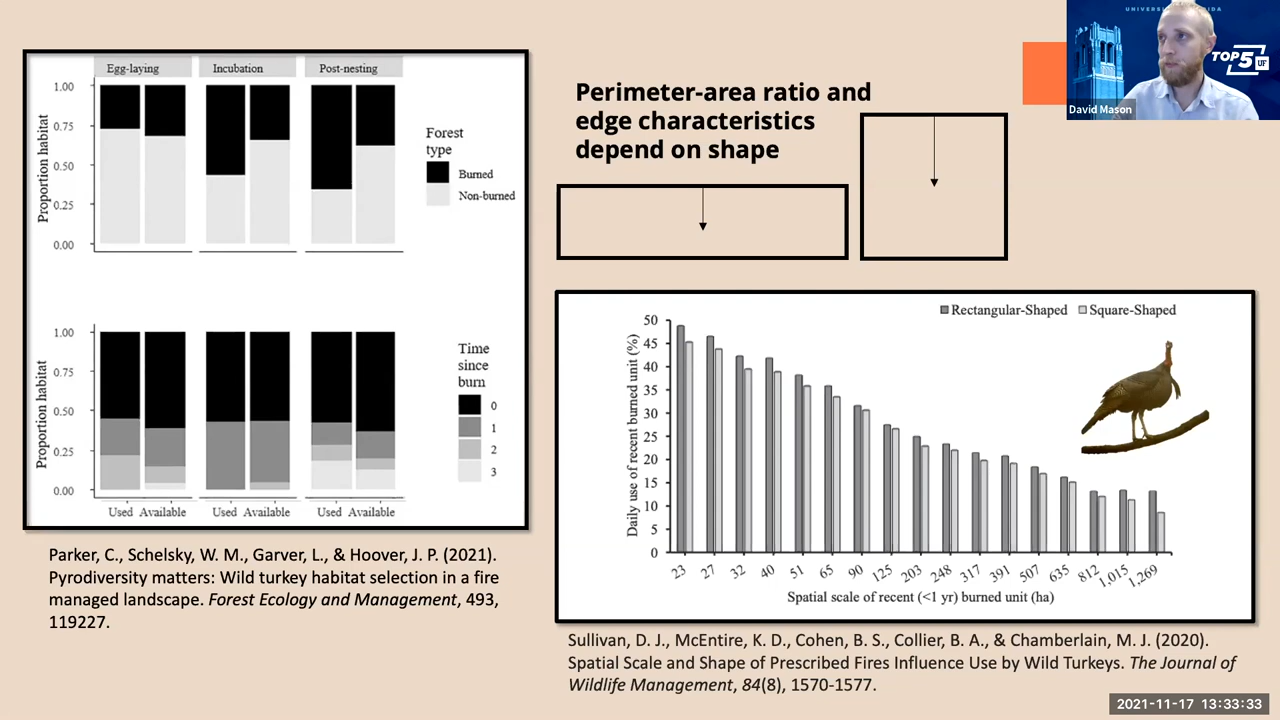 UNIVERSITY of FLORIDA
TOP
5
UF
David Mason
Egg-laying
Incubation
Post-nesting
Proportion habitat
1.00
0.75
0.50
0.25
0.00
Forest
type
Burned
Non-burned
Proportion habitat
1.00
0.75
0.50
0.25
0.00
Time
since
burn
0
1
2
3
Used Available
Used Available
Used Available
Parker, C., Schelsky, W. M., Garver, L., & Hoover, J. P. (2021).
Pyrodiversity matters: Wild turkey habitat selection in a fire
managed landscape. Forest Ecology and Management, 493,
119227.
Perimeter-area ratio and
edge characteristics
depend on shape
Rectangular-Shaped Square-Shaped
Daily use of recent burned unit (%)
50
45
40
35
30
25
20
15
10
5
0
23 27 32 40 51 65 90 125 203 248 317 391 507 635 812 1,015 1,269
Spatial scale of recent (<1 yr) burned unit (ha)
Sullivan, D. J., McEntire, K. D., Cohen, B. S., Collier, B. A., & Chamberlain, M. J. (2020).
Spatial Scale and Shape of Prescribed Fires Influence Use by Wild Turkeys. The Journal of
Wildlife Management, 84(8), 1570-1577.
2021-11-17 13:33:33